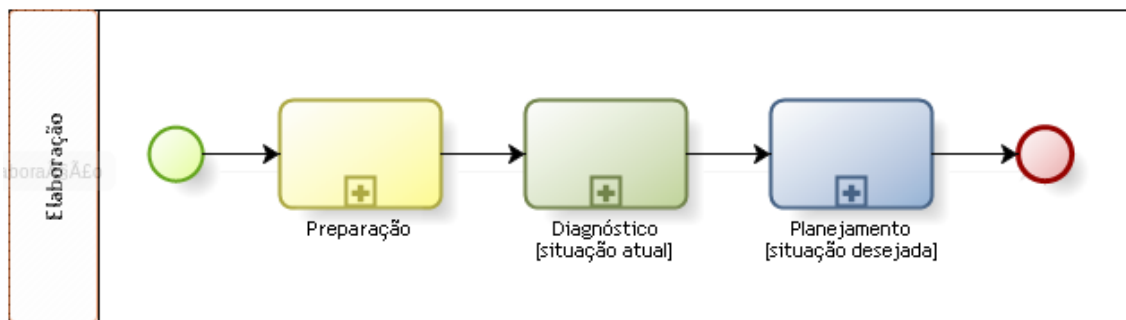 Elaboração
Preparação
Diagnóstico
[situação atual]
Planejamento
[situação desejada]